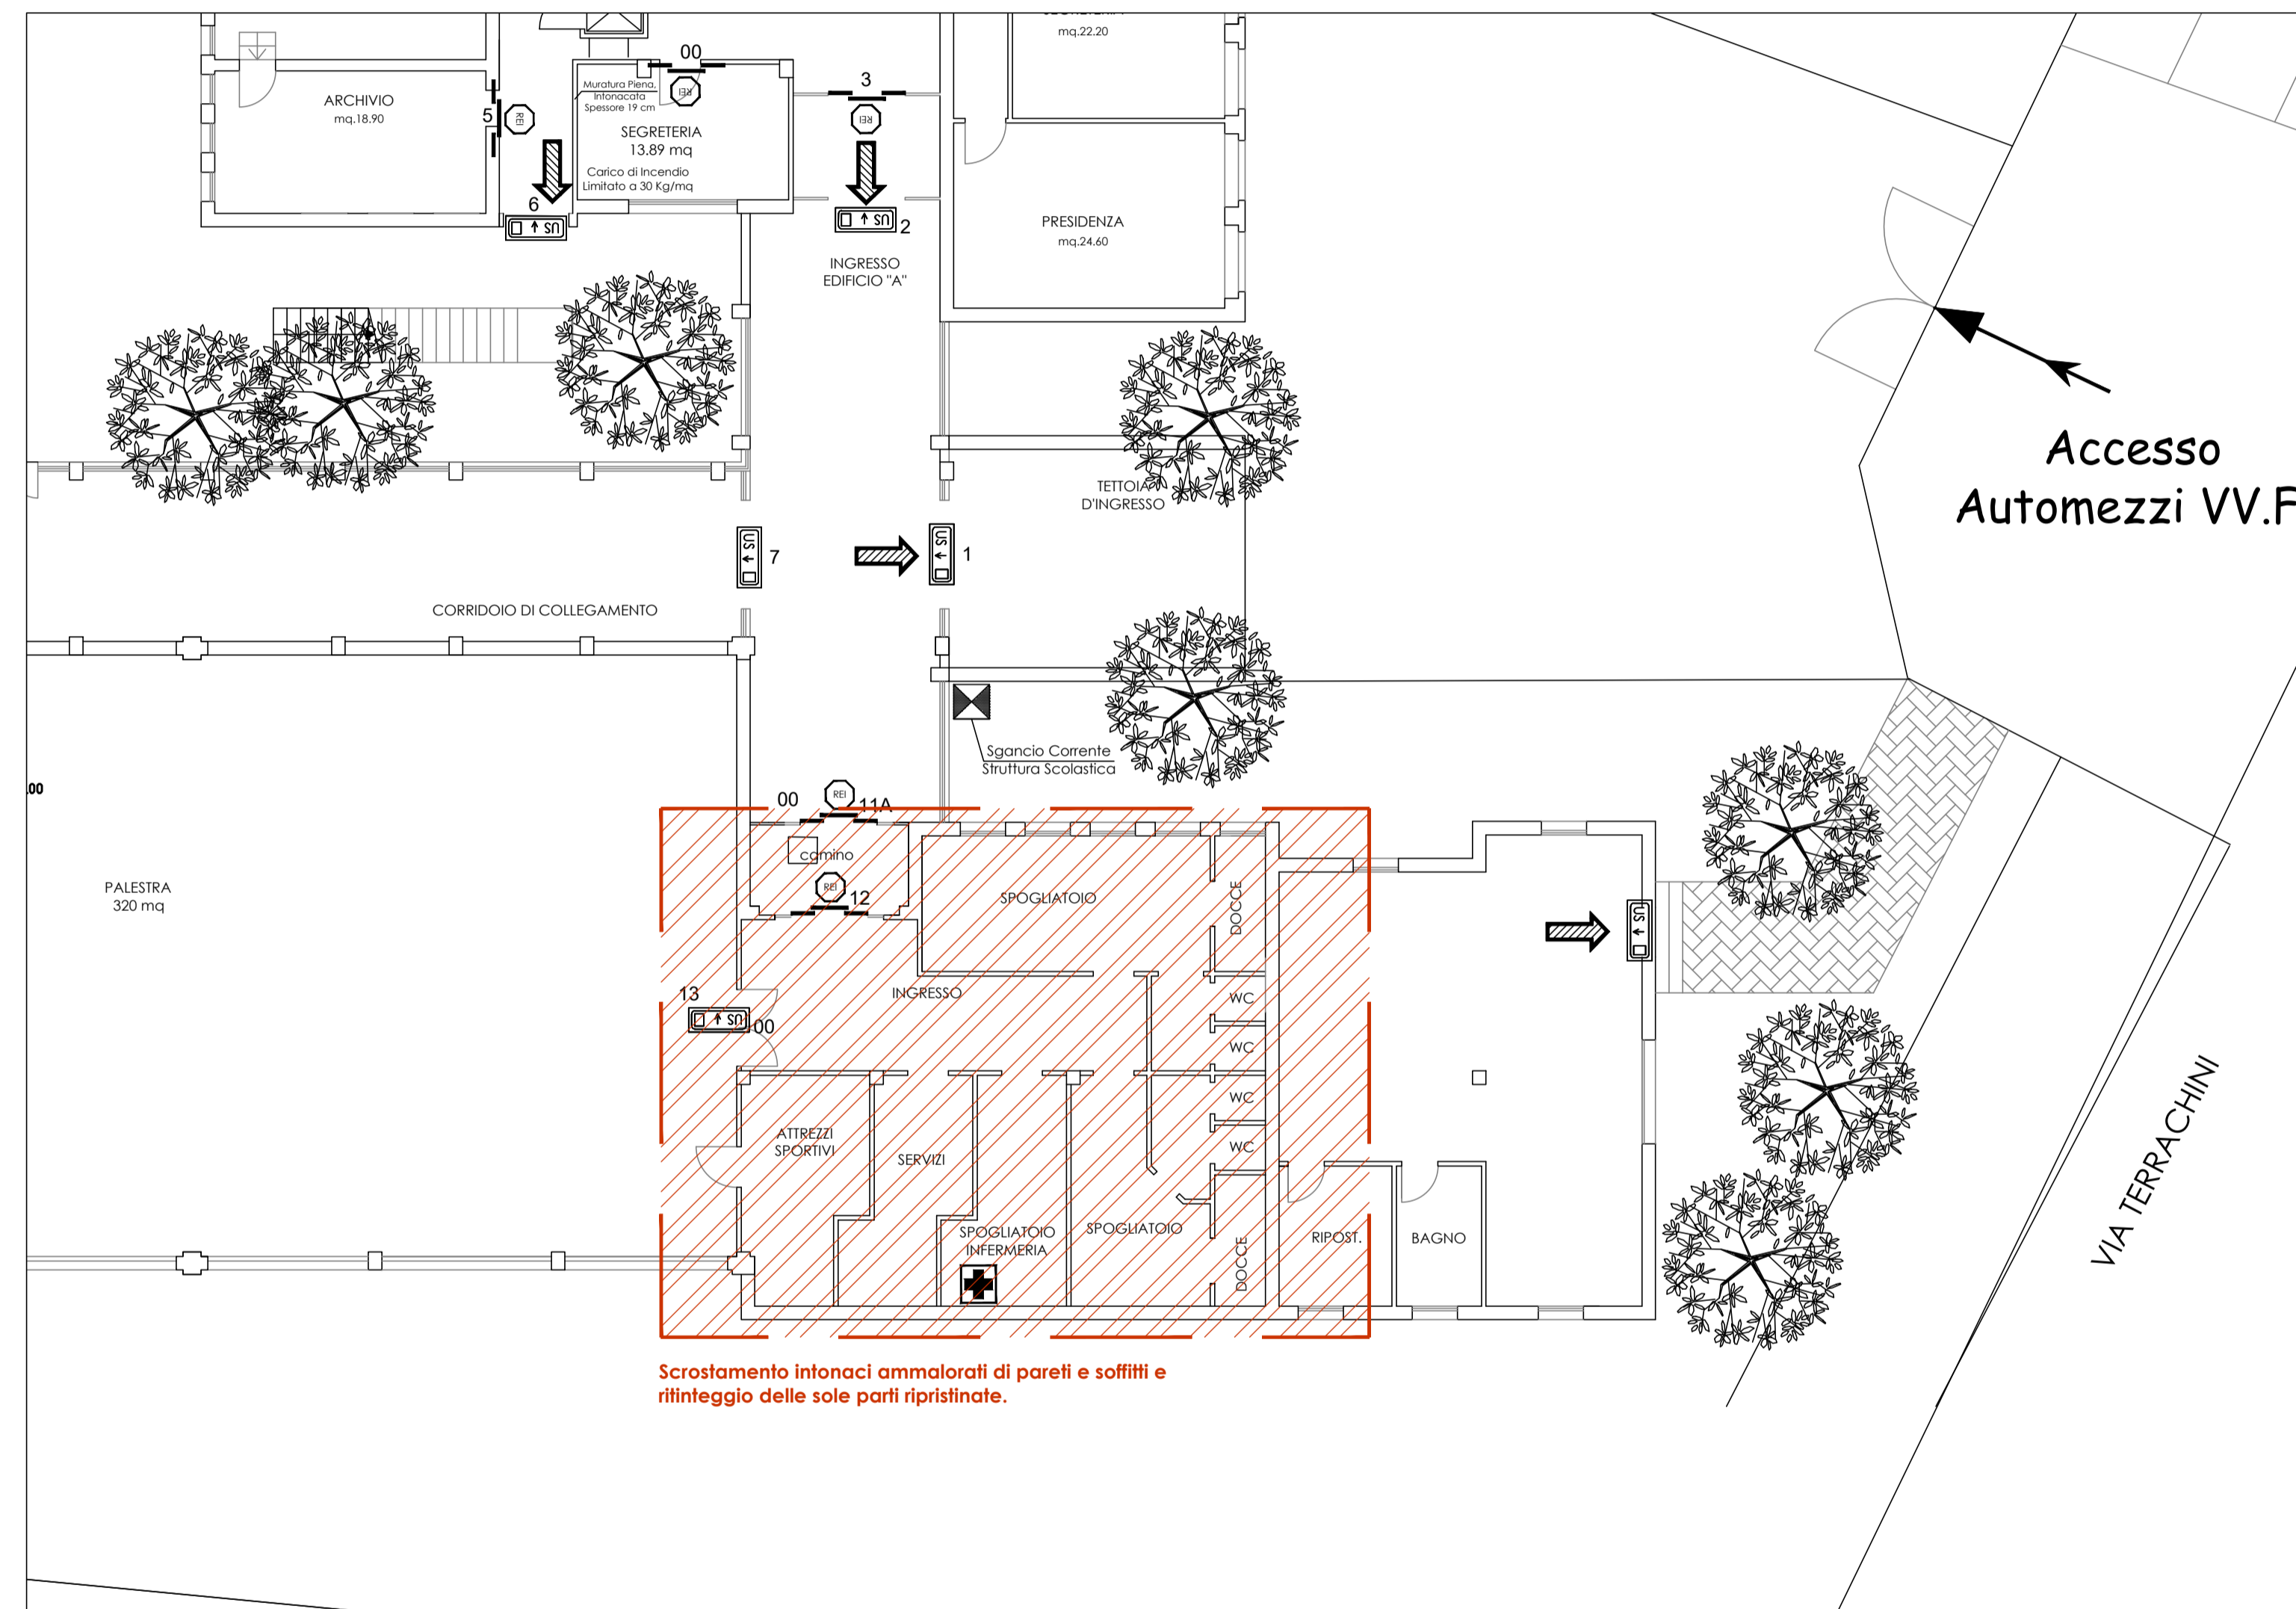 mq.22.20
00
3
Muratura Piena,
Intonacata
Spessore 19 cm
REI
ARCHIVIO
mq.18.90
5
REI
REI
SEGRETERIA
13.89 mq
Carico di Incendio
Limitato a 30 Kg/mq
6
US
US
2
PRESIDENZA
mq.24.60
INGRESSO
EDIFICIO "A"
Accesso
Automezzi VV.F
TETTOIA
D'INGRESSO
US
7
US
1
CORRIDOIO DI COLLEGAMENTO
Sgancio Corrente
Struttura Scolastica
.00
00
REI
11A
camino
PALESTRA
320 mq
REI
12
SPOGLIATOIO
DOCCE
US
INGRESSO
13
US
00
WC
WC
WC
WC
ATTREZZI
SPORTIVI
SERVIZI
SPOGLIATOIO
INFERMERIA
SPOGLIATOIO
DOCCE
RIPOST.
BAGNO
VIA TERRACHINI
Scrostamento intonaci ammalorati di pareti e soffitti e
ritinteggio delle sole parti ripristinate.